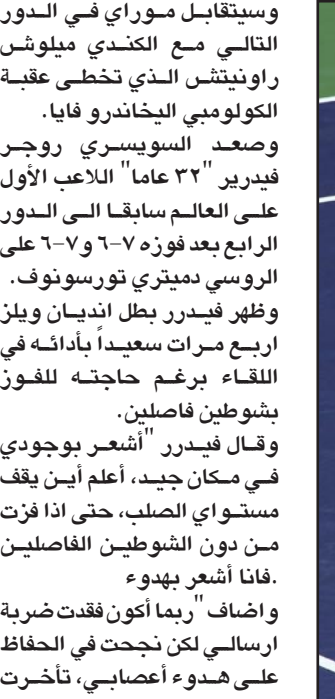 وسيتقابل موراي في الدور
التالي مع الكندي ميلوش
راونيتش الذي تخطى عقبة
الكولومبي اليخاندرو فايا.
وصعد السويسري روجر
فيدرير "٣٢ عاما" اللاعب الأول
على العالم سابقا الى الدور
الرابع بعد فوزه ٧-٦ و٧-٦ على
الروسي دميتري تورسونوف.
وظهر فيدرر بطل انديان ويلز
اربع مرات سعيداً بأدائه في
اللقاء برغم حاجته للفوز
بشوطين فاصلين.
وقال فيدرر "أشعر بوجودي
في مكان جيد، أعلم أين يقف
مستواي الصلب، حتى اذا فزت
من دون الشوطين الفاصلين
.فانا أشعر بهدوء
واضاف "ربما أكون فقدت ضربة
ارسالي لكن نجحت في الحفاظ
على هدوء أعصابي، تأخرت